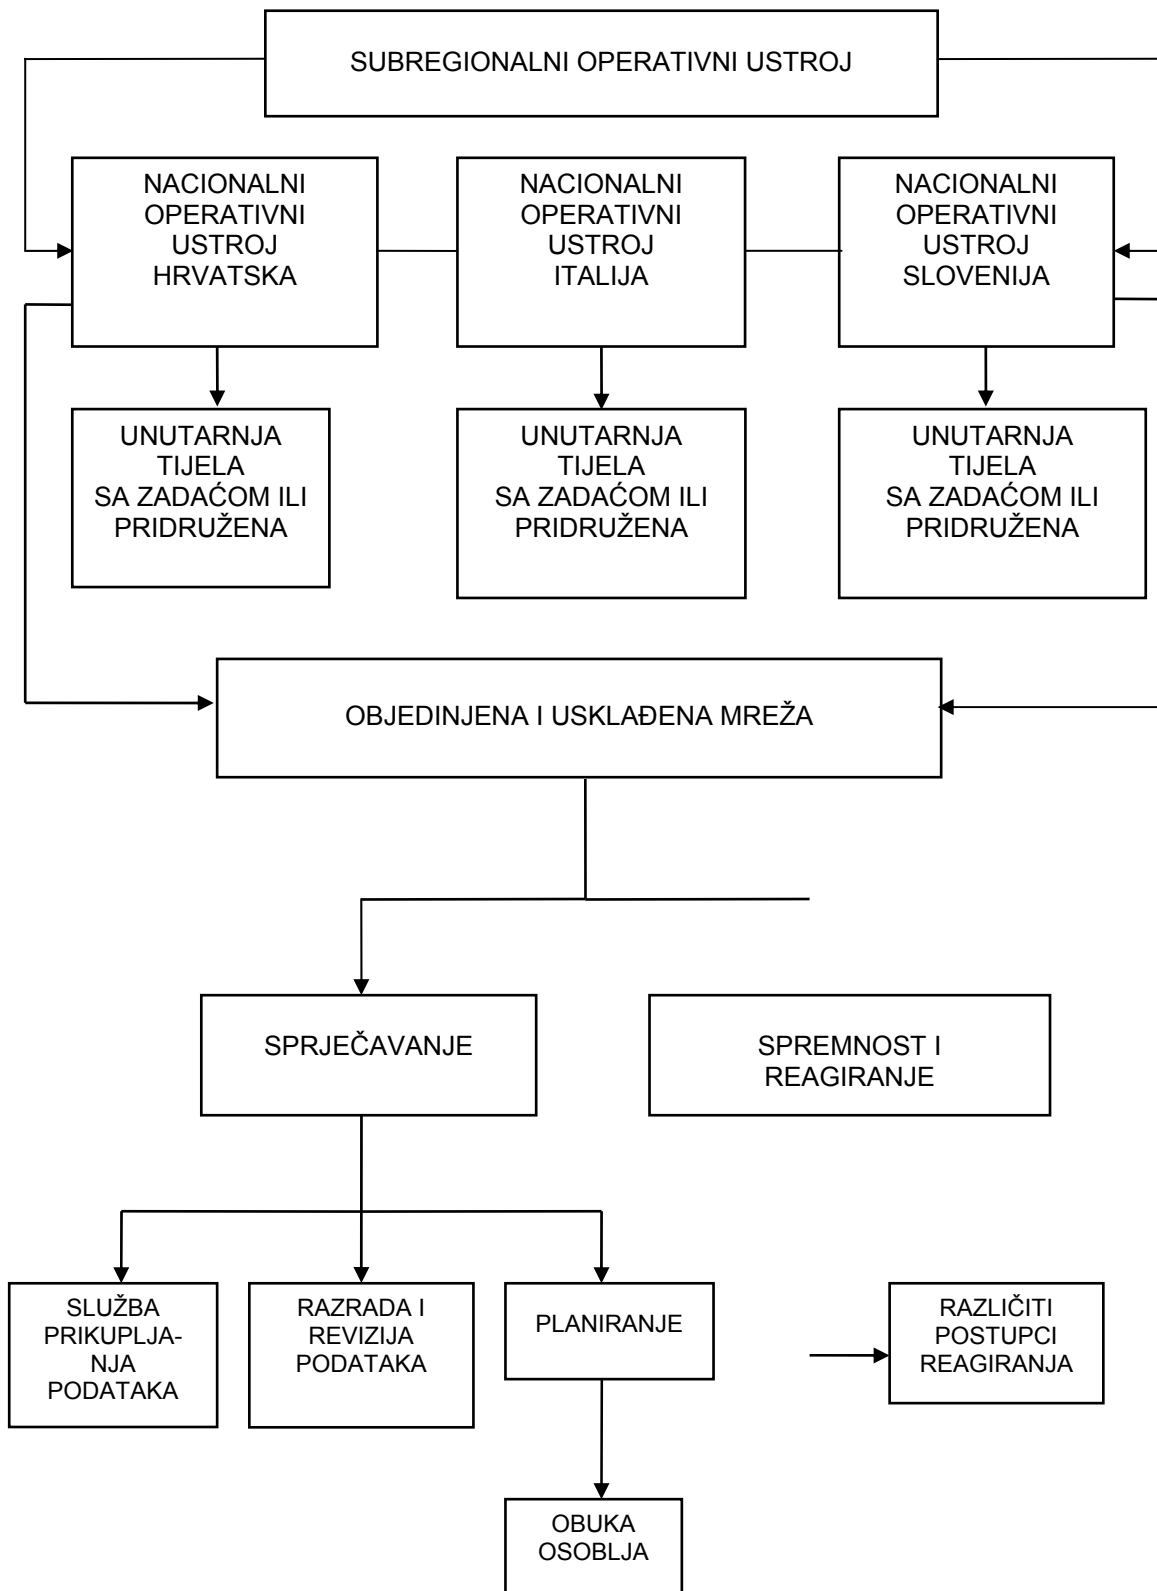 SUBREGIONALNI OPERATIVNI USTROJ
NACIONALNI
OPERATIVNI
USTROJ
HRVATSKA
NACIONALNI
OPERATIVNI
USTROJ
ITALIJA
NACIONALNI
OPERATIVNI
USTROJ
SLOVENIJA
UNUTARNJA
TIJELA
SA ZADAĆOM ILI
PRIDRUŽENA
UNUTARNJA
TIJELA
SA ZADAĆOM ILI
PRIDRUŽENA
UNUTARNJA
TIJELA
SA ZADAĆOM ILI
PRIDRUŽENA
OBJEDINJENA I USKLAĐENA MREŽA
SPRJEČAVANJE
SPREMNOST I
REAGIRANJE
SLUŽBA
PRIKUPLJA-
NJA
PODATAKA
RAZRADA I
REVIZIJA
PODATAKA
PLANIRANJE
RAZLIČITI
POSTUPCI
REAGIRANJA
OBUKA
OSOBLJA